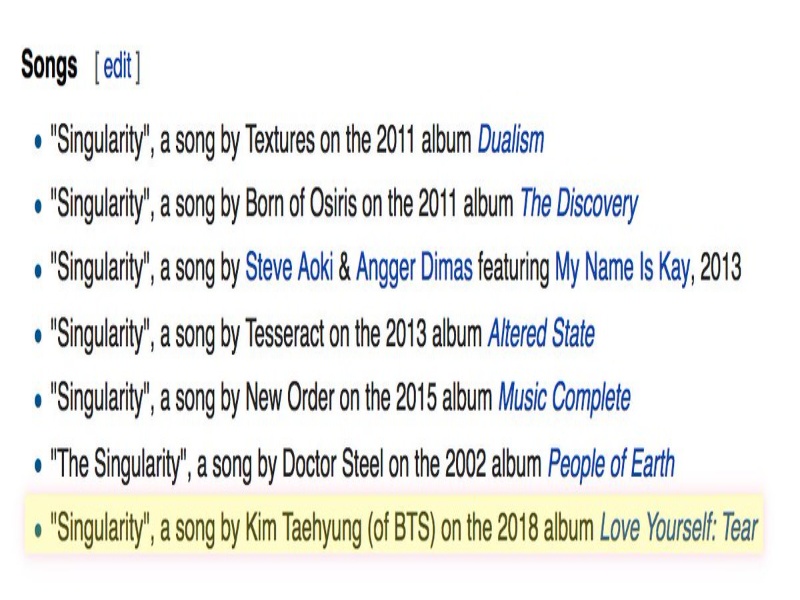 Songs [ edit ]
• "Singularity", a song by Textures on the 2011 album Dualism
• "Singularity", a song by Born of Osiris on the 2011 album The Discovery
• "Singularity", a song by Steve Aoki & Angger Dimas featuring My Name Is Kay, 2013
• "Singularity", a song by Tesseract on the 2013 album Altered State
• "Singularity", a song by New Order on the 2015 album Music Complete
• "The Singularity", a song by Doctor Steel on the 2002 album People of Earth
• "Singularity", a song by Kim Taehyung (of BTS) on the 2018 album Love Yourself: Tear